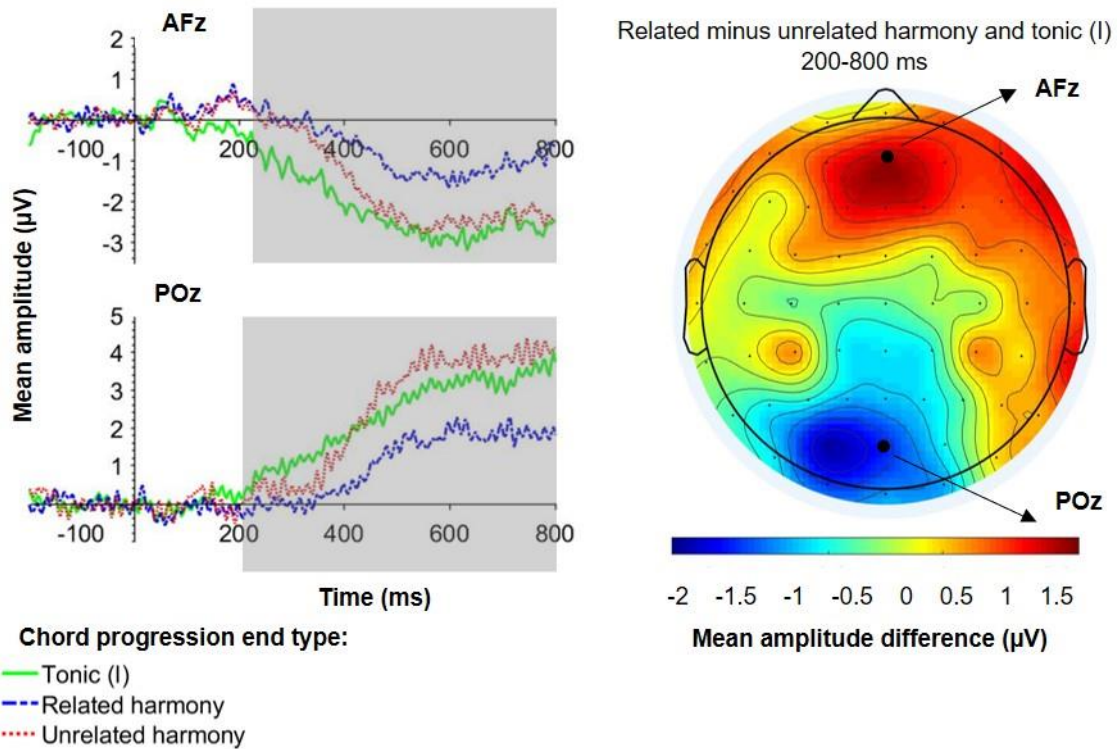 AFz
2
1
-100
200
400
600
800
-1
-2
-3
POz
5
4
3
2
1
-100
200
400
600
800
Mean amplitude (µV)
Time (ms)
Chord progression end type:
Tonic (I)
Related harmony
Unrelated harmony
Related minus unrelated harmony and tonic (I)
200-800 ms
AFz
POz
-2 -1.5 -1 -0.5 0 0.5 1 1.5
Mean amplitude difference (µV)